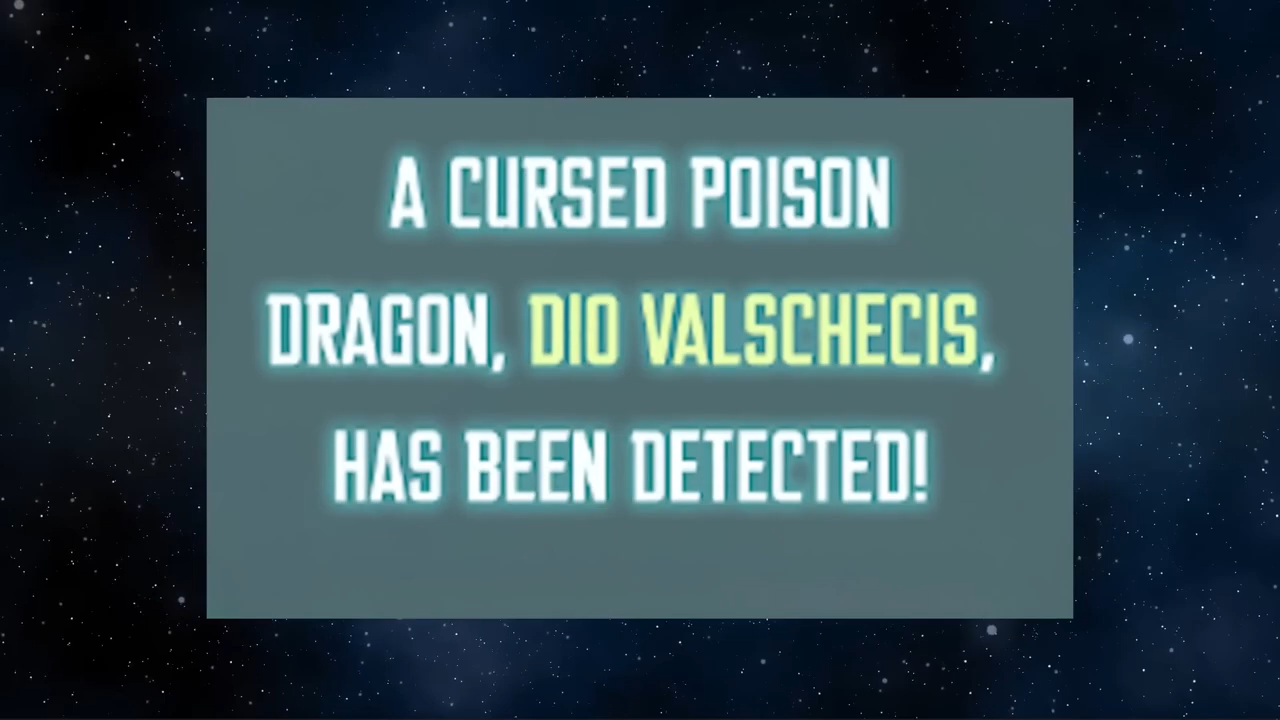 A CURSED POISON
DRAGON, DIO VALSCHECIS,
HAS BEEN DETECTED!